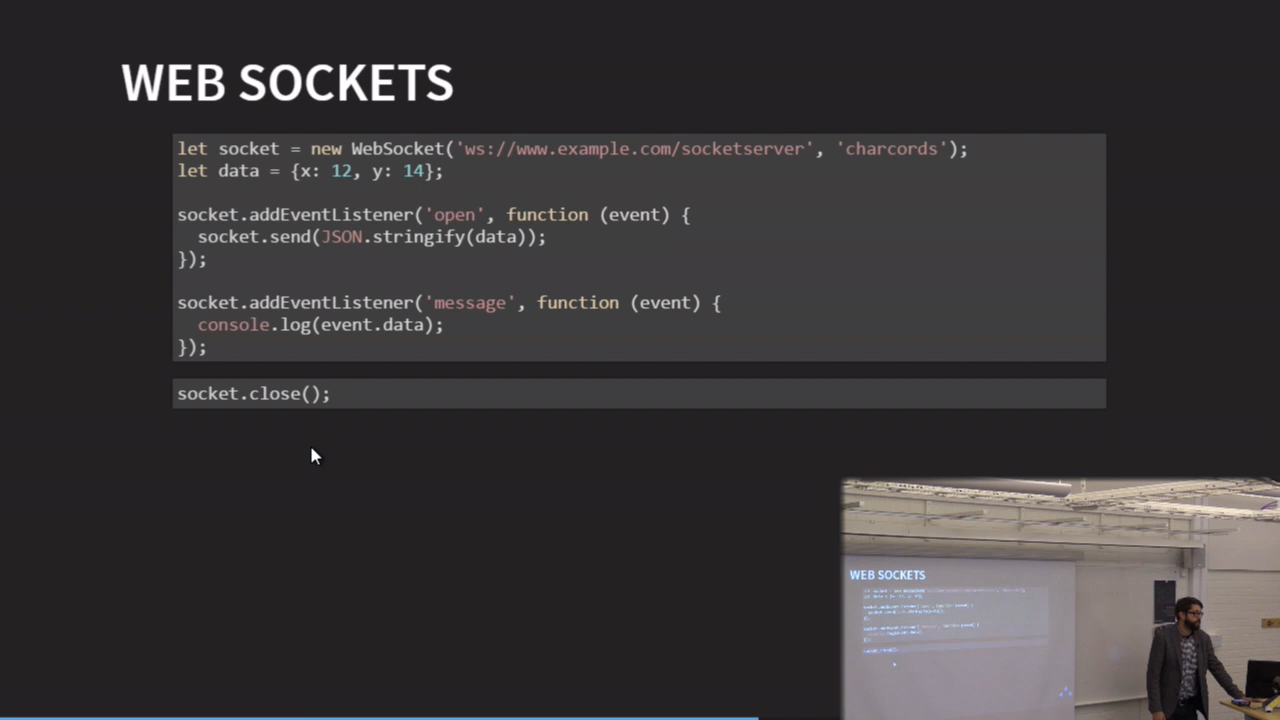 WEB SOCKETS
let socket = new WebSocket('ws://www.example.com/socketserver', 'charcords');
let data = {x: 12, y: 14};
socket.addEventListener('open', function (event) {
  socket.send(JSON.stringify(data));
});
socket.addEventListener('message', function (event) {
  console.log(event.data);
});
socket.close();
WEB SOCKETS